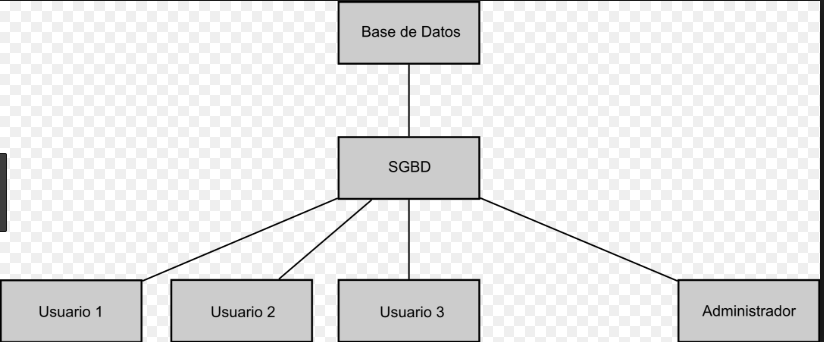 Base de Datos
SGBD
Usuario 1
Usuario 2
Usuario 3
Administrador